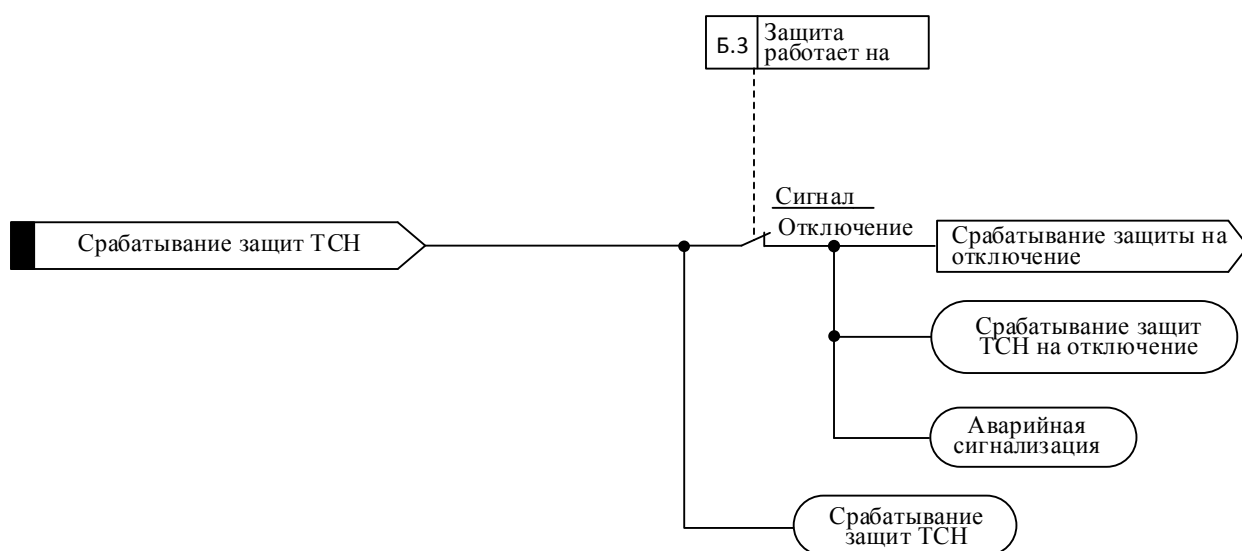 Б.3
Защита
работает на
Сигнал
Отключение
Срабатывание защит ТСН
Срабатывание защиты на
отключение
Срабатывание защит
ТСН на отключение
Аварийная
сигнализация
Срабатывание
защит ТСН